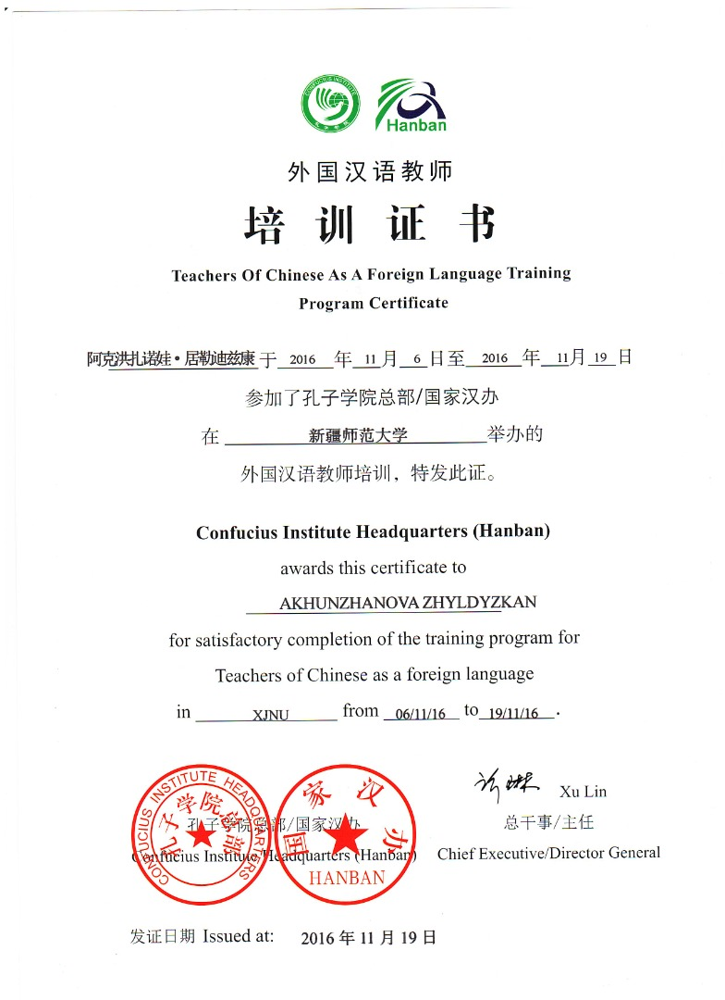 CONFUCIUS INSTITUTE
孔子学院
Hanban
外国汉语教师
培训证书
Teachers Of Chinese As A Foreign Language Training
Program Certificate
阿克洪扎诺娃·居勒迪兹康于 2016 年 11 月 6 日至 2016 年 11 月 19 日
参加了孔子学院总部/国家汉办
在 新疆师范大学 举办的
外国汉语教师培训，特发此证。
Confucius Institute Headquarters (Hanban)
awards this certificate to
AKHUNZHANOVA ZHYLDYZKAN
for satisfactory completion of the training program for
Teachers of Chinese as a foreign language
in XJNU from 06/11/16 to 19/11/16 .
许琳 Xu Lin
孔子学院总部/国家汉办 总干事/主任
Confucius Institute Headquarters (Hanban) Chief Executive/Director General
CONFUCIUS INSTITUTE HEADQUARTERS
孔子学院总部
国家汉办
HANBAN
发证日期 Issued at: 2016 年 11 月 19 日